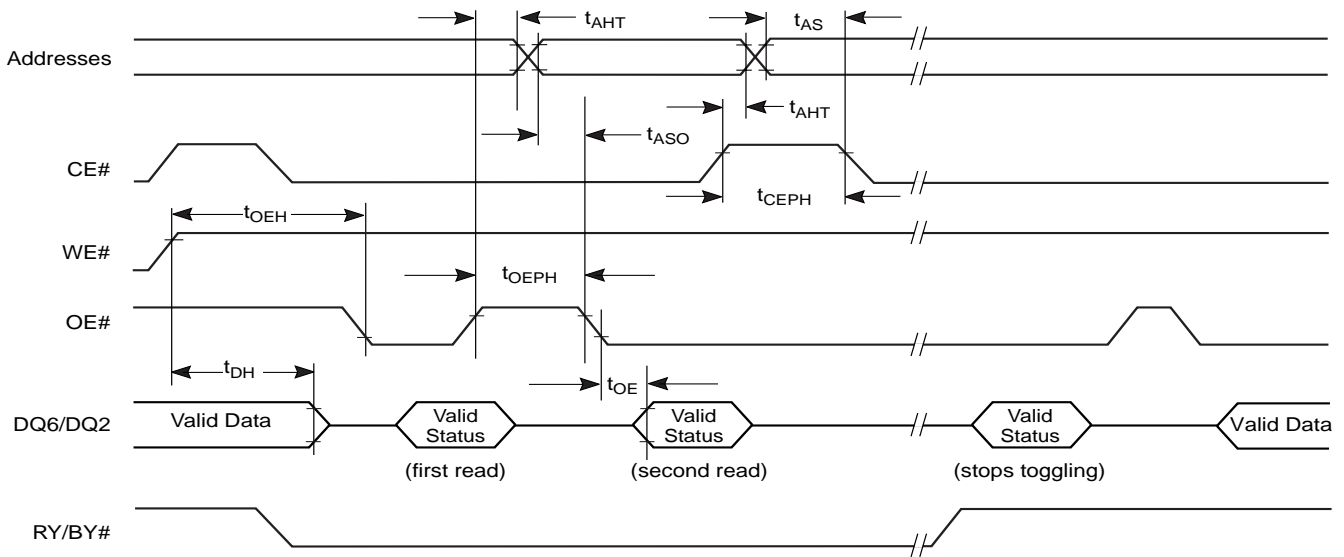 tAHT
tAS
Addresses
tAHT
tASO
CE#
tCEPH
tOEH
WE#
tOEPH
OE#
tDH
tOE
DQ6/DQ2
Valid Data
Valid
Status
Valid
Status
Valid
Status
Valid Data
(first read)
(second read)
(stops toggling)
RY/BY#